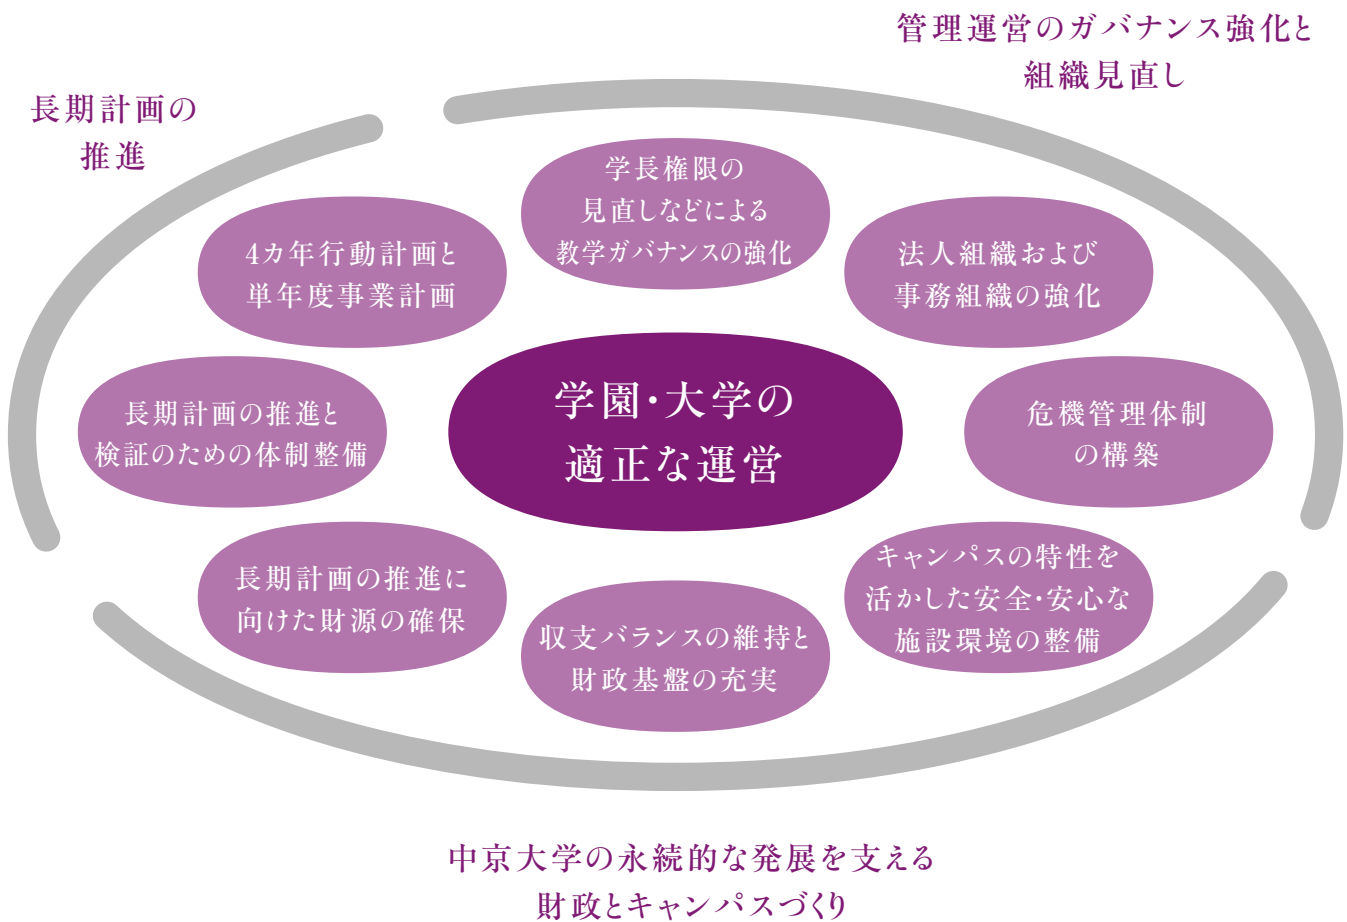 管理運営のガバナンス強化と
組織見直し
長期計画の
推進
学長権限の
見直しなどによる
教学ガバナンスの強化
4カ年行動計画と
単年度事業計画
法人組織および
事務組織の強化
長期計画の推進と
検証のための体制整備
学園・大学の
適正な運営
危機管理体制
の構築
長期計画の推進に
向けた財源の確保
収支バランスの維持と
財政基盤の充実
キャンパスの特性を
活かした安全・安心な
施設環境の整備
中京大学の永続的な発展を支える
財政とキャンパスづくり